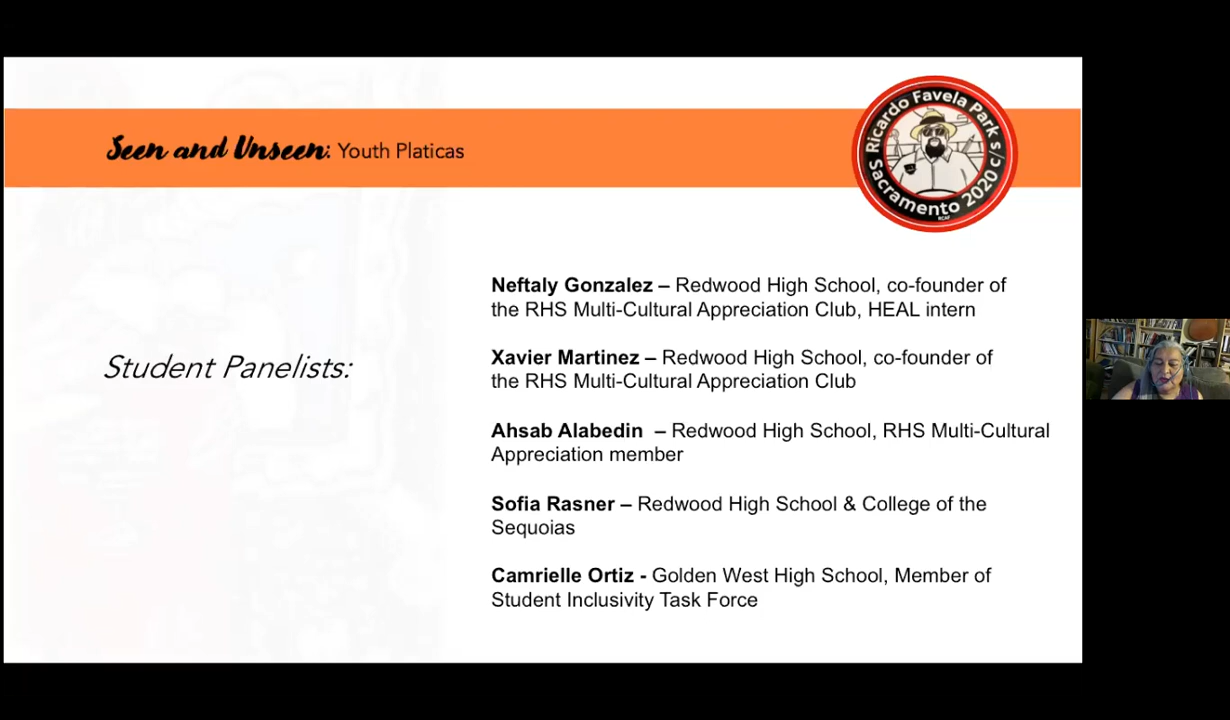 Seen and Unseen: Youth Platicas
Ricardo Favela Park s/c
Sacramento 2020
RCAF
Student Panelists:
Neftaly Gonzalez – Redwood High School, co-founder of
the RHS Multi-Cultural Appreciation Club, HEAL intern
Xavier Martinez – Redwood High School, co-founder of
the RHS Multi-Cultural Appreciation Club
Ahsab Alabedin – Redwood High School, RHS Multi-Cultural
Appreciation member
Sofia Rasner – Redwood High School & College of the
Sequoias
Camrielle Ortiz - Golden West High School, Member of
Student Inclusivity Task Force